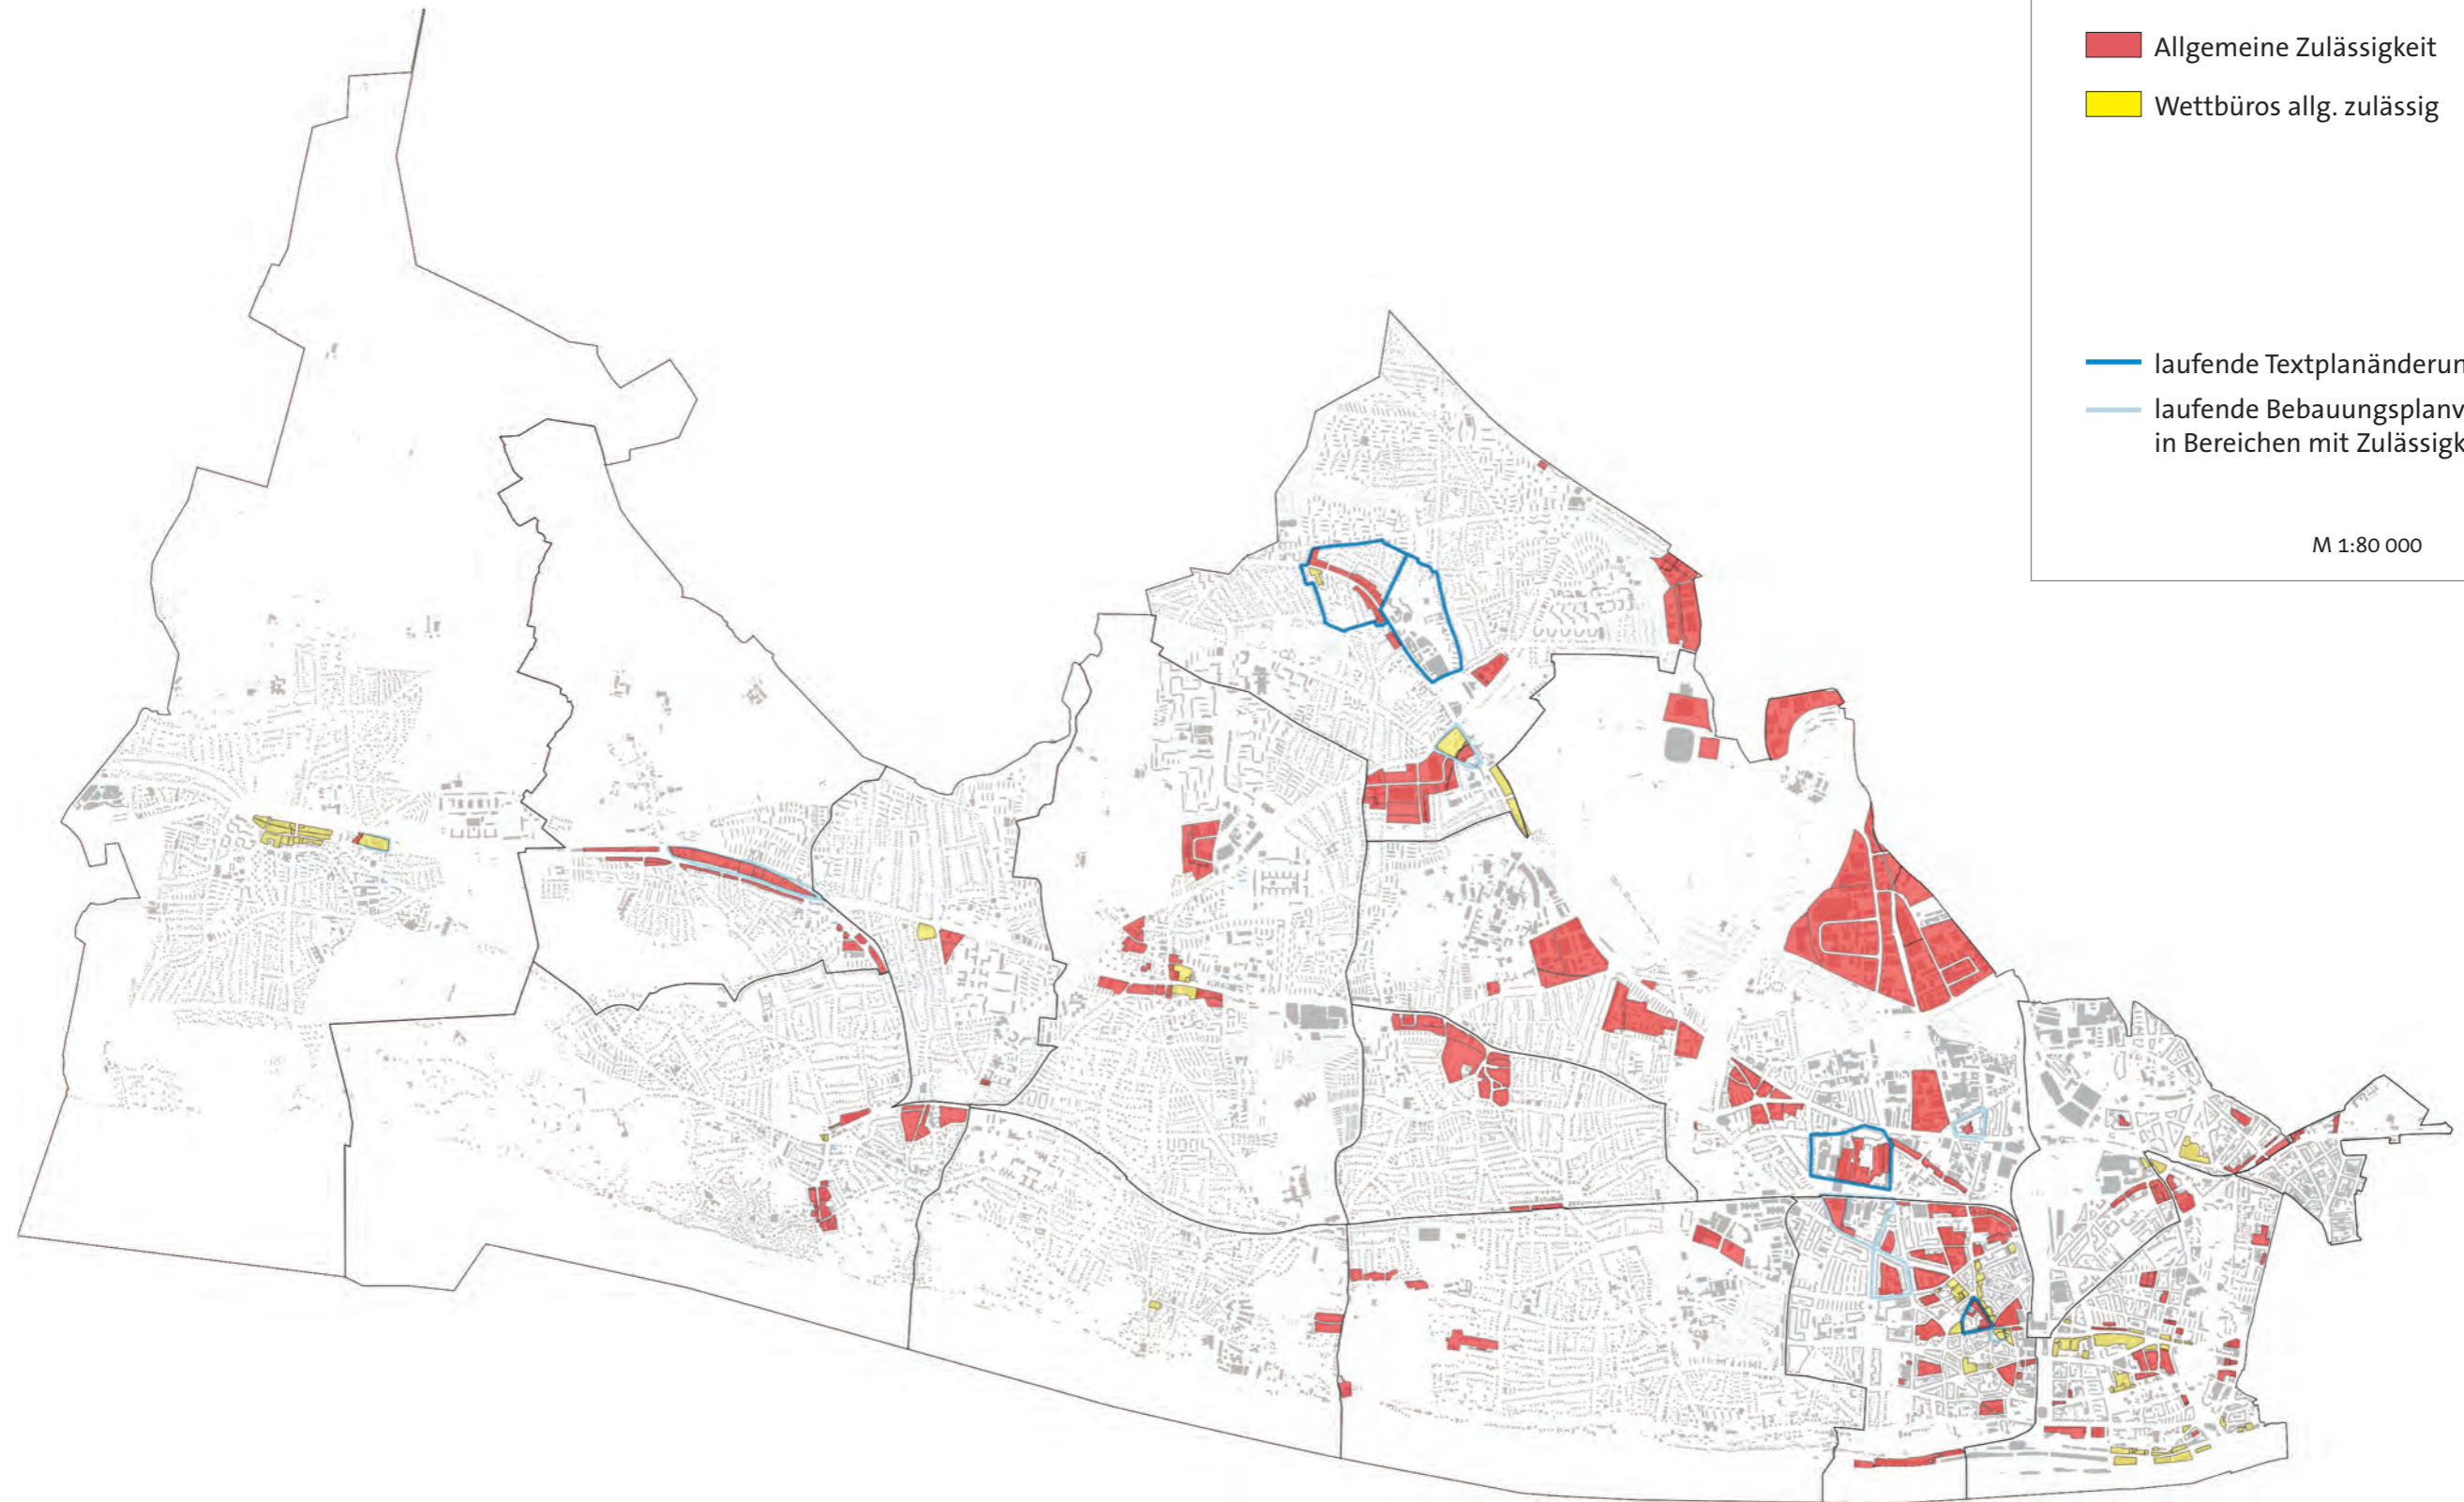 Allgemeine Zulässigkeit
Wettbüros allg. zulässig
laufende Textplanänderun
laufende Bebauungsplanv
in Bereichen mit Zulässigk
M 1:80 000